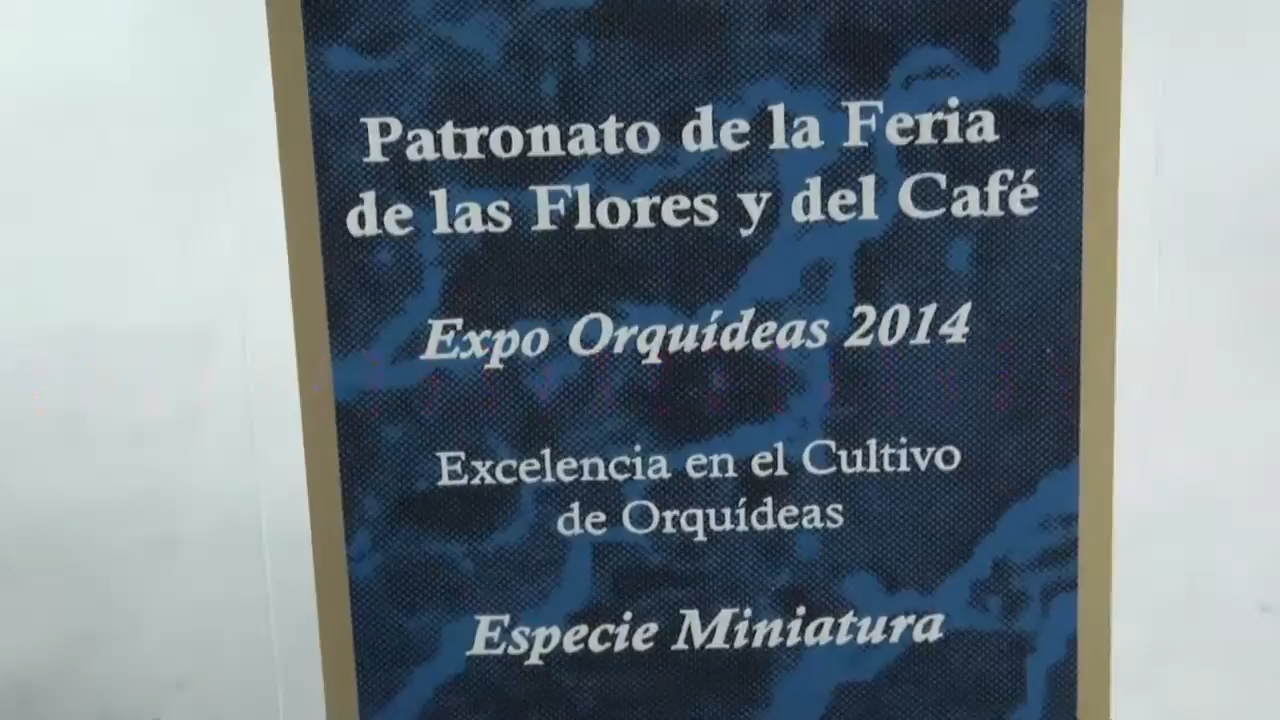 Patronato de la Feria
de las Flores y del Café
Expo Orquídeas 2014
Excelencia en el Cultivo
de Orquídeas
Especie Miniatura